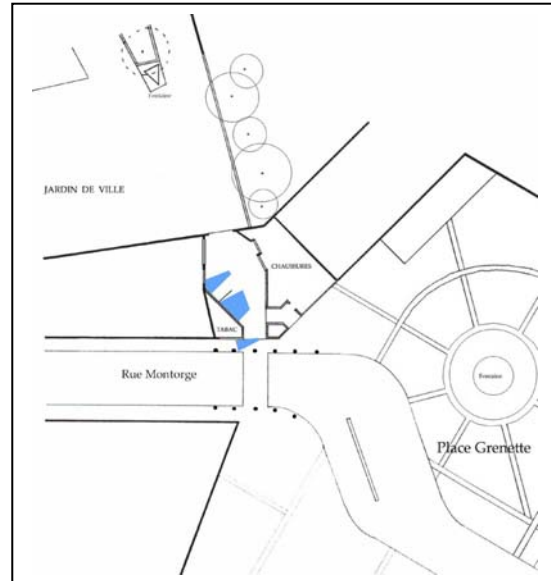 Fontaine
JARDIN DE VILLE
CHAUSSURES
TABAC
Rue Montorge
Fontaine
Place Grenette